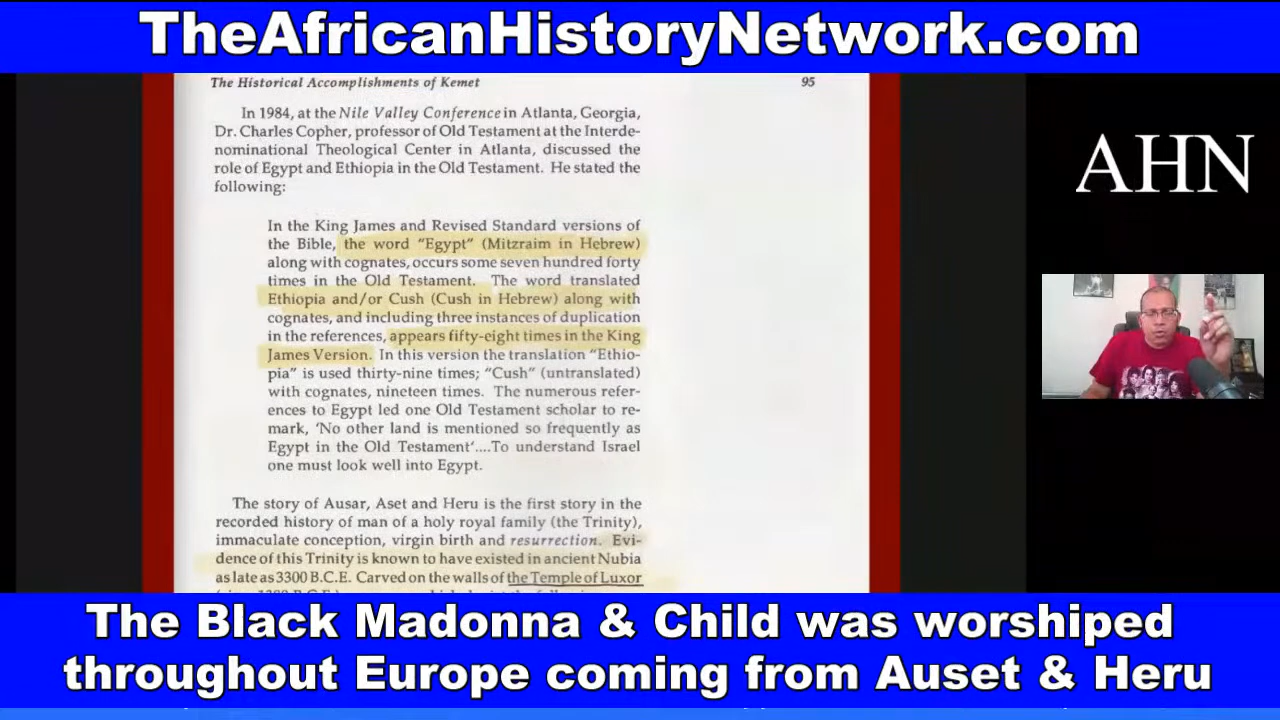 TheAfricanHistoryNetwork.com
The Historical Accomplishments of Kemet 95
In 1984, at the Nile Valley Conference in Atlanta, Georgia,
Dr. Charles Copher, professor of Old Testament at the Interde-
nominational Theological Center in Atlanta, discussed the
role of Egypt and Ethiopia in the Old Testament. He stated the
following:
In the King James and Revised Standard versions of
the Bible, the word "Egypt" (Mitzraim in Hebrew)
along with cognates, occurs some seven hundred forty
times in the Old Testament. The word translated
Ethiopia and/or Cush (Cush in Hebrew) along with
cognates, and including three instances of duplication
in the references, appears fifty-eight times in the King
James Version. In this version the translation "Ethio-
pia" is used thirty-nine times; "Cush" (untranslated)
with cognates, nineteen times. The numerous refer-
ences to Egypt led one Old Testament scholar to re-
mark, 'No other land is mentioned so frequently as
Egypt in the Old Testament'....To understand Israel
one must look well into Egypt.
The story of Ausar, Aset and Heru is the first story in the
recorded history of man of a holy royal family (the Trinity),
immaculate conception, virgin birth and resurrection. Evi-
dence of this Trinity is known to have existed in ancient Nubia
as late as 3300 B.C.E. Carved on the walls of the Temple of Luxor
AHN
The Black Madonna & Child was worshiped
throughout Europe coming from Auset & Heru